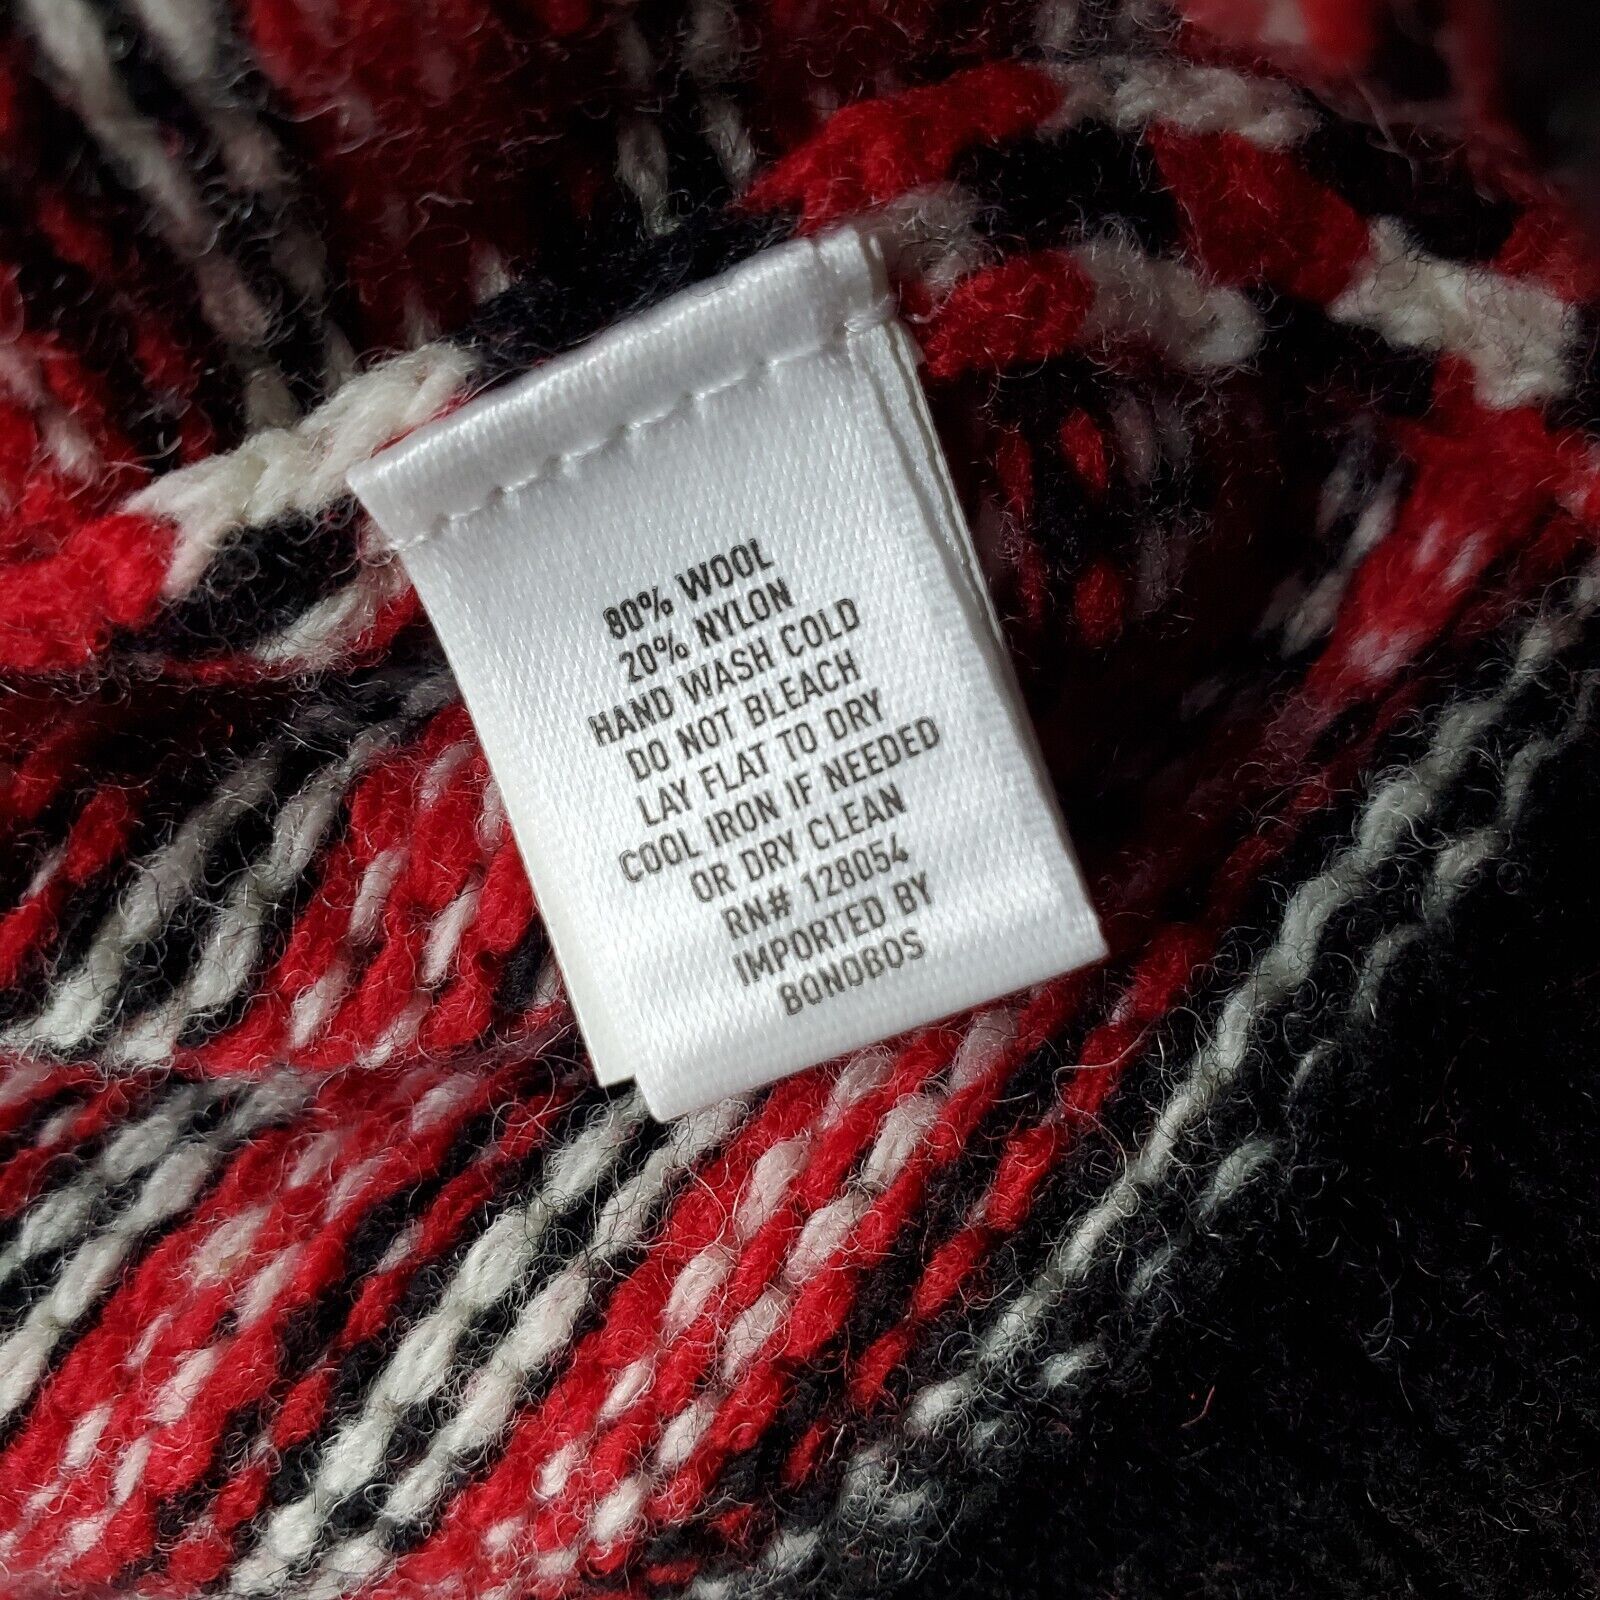 80% WOOL
20% NYLON
HAND WASH COLD
DO NOT BLEACH
LAY FLAT TO DRY
COOL IRON IF NEEDED
OR DRY CLEAN
RN# 128054
IMPORTED BY
BONOBOS